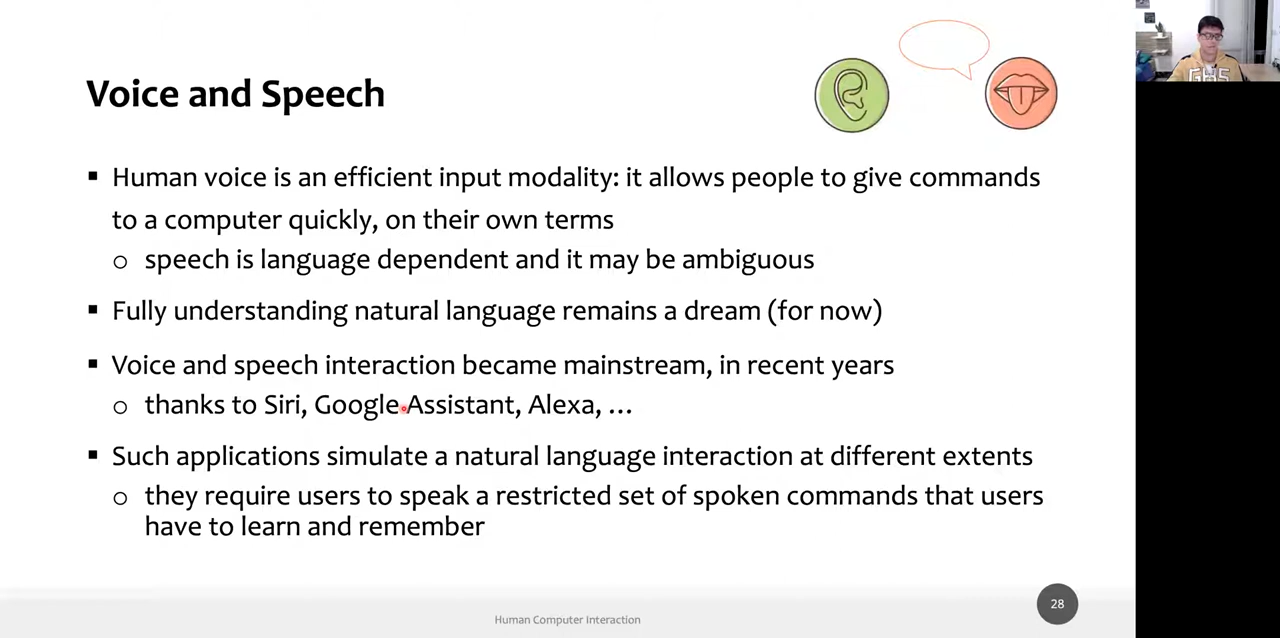 Voice and Speech
▪ Human voice is an efficient input modality: it allows people to give commands
to a computer quickly, on their own terms
o speech is language dependent and it may be ambiguous
▪ Fully understanding natural language remains a dream (for now)
▪ Voice and speech interaction became mainstream, in recent years
o thanks to Siri, Google Assistant, Alexa, …
▪ Such applications simulate a natural language interaction at different extents
o they require users to speak a restricted set of spoken commands that users
have to learn and remember
Human Computer Interaction
28